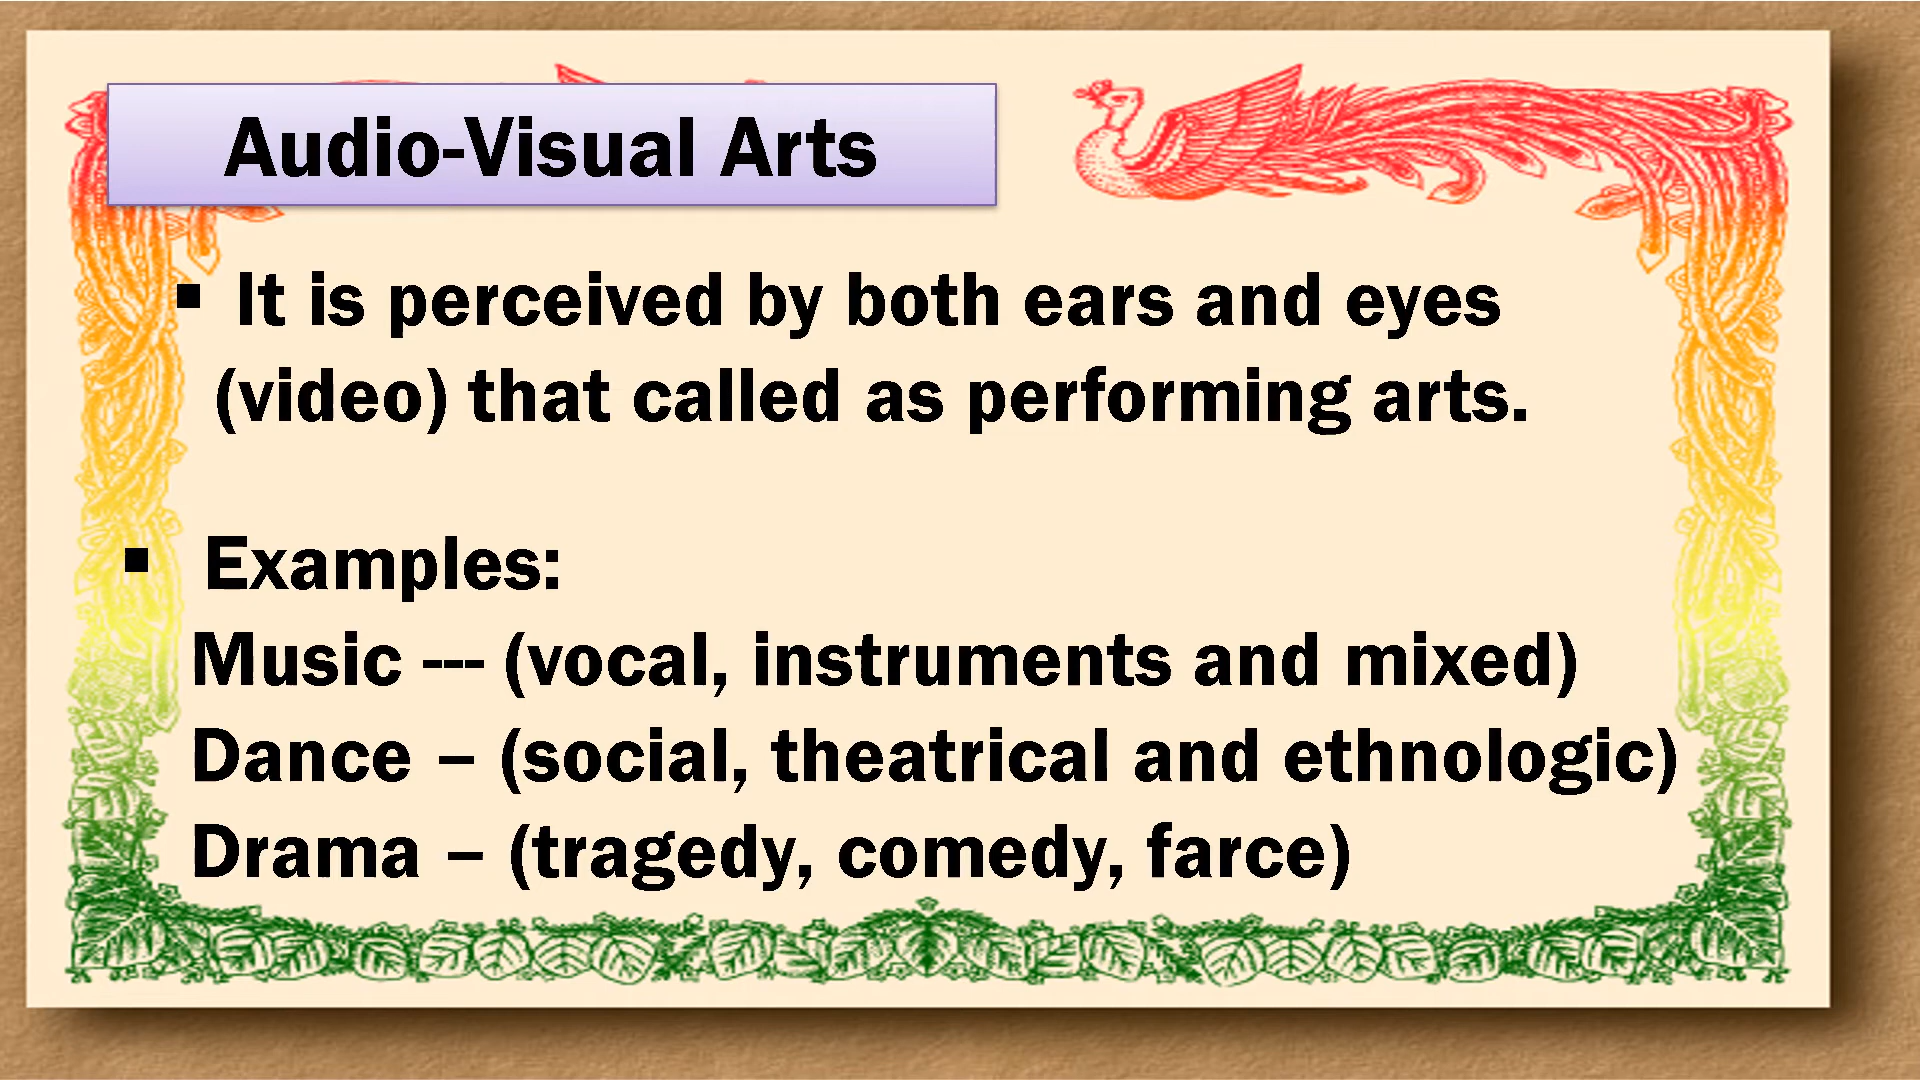 Audio-Visual Arts
▪ It is perceived by both ears and eyes
(video) that called as performing arts.
▪ Examples:
Music --- (vocal, instruments and mixed)
Dance – (social, theatrical and ethnologic)
Drama – (tragedy, comedy, farce)